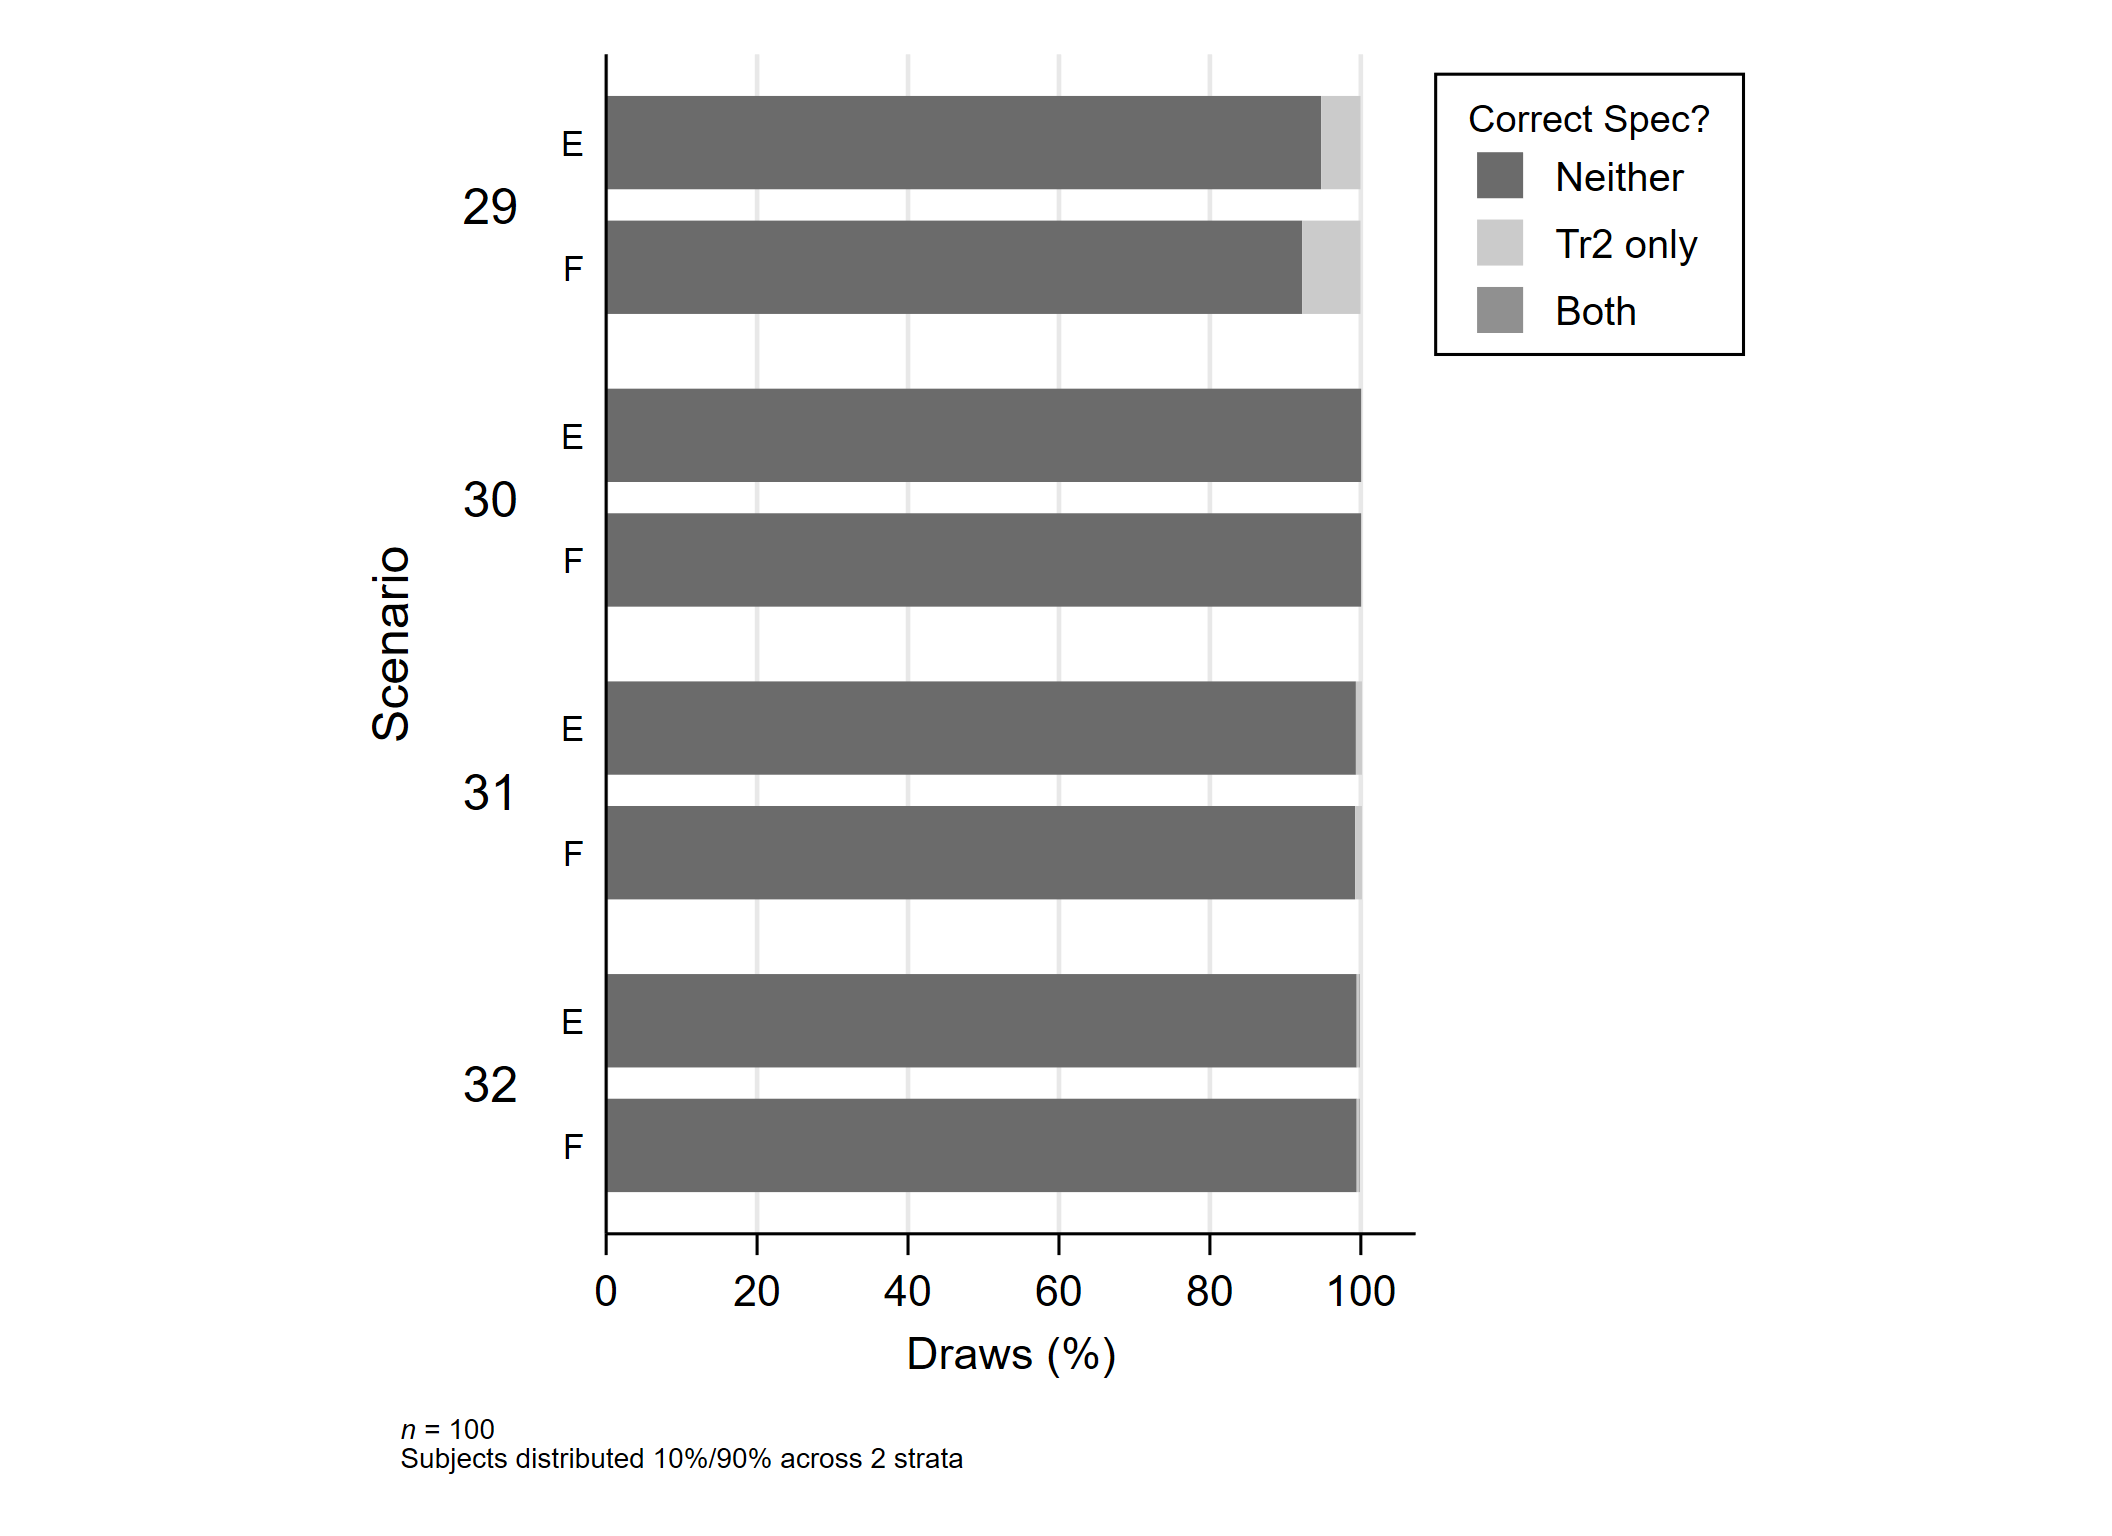 Correct Spec?
Neither
Tr2 only
Both
Scenario
29
E
F
30
E
F
31
E
F
32
E
F
0 20 40 60 80 100
Draws (%)
n = 100
Subjects distributed 10%/90% across 2 strata